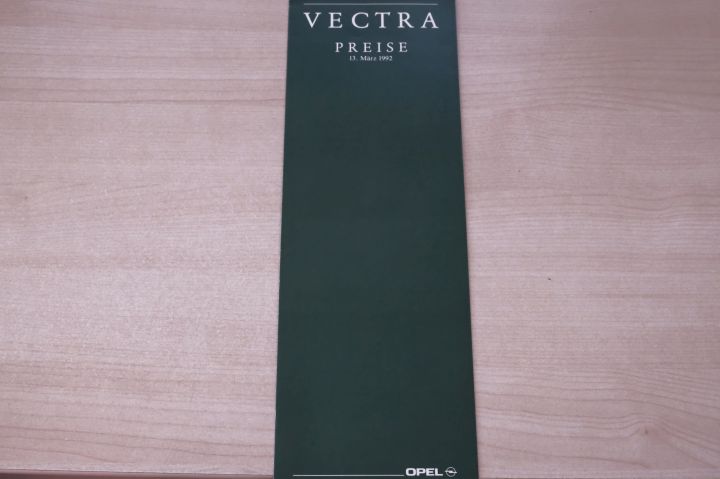 VECTRA
PREISE
13. März 1992
OPEL